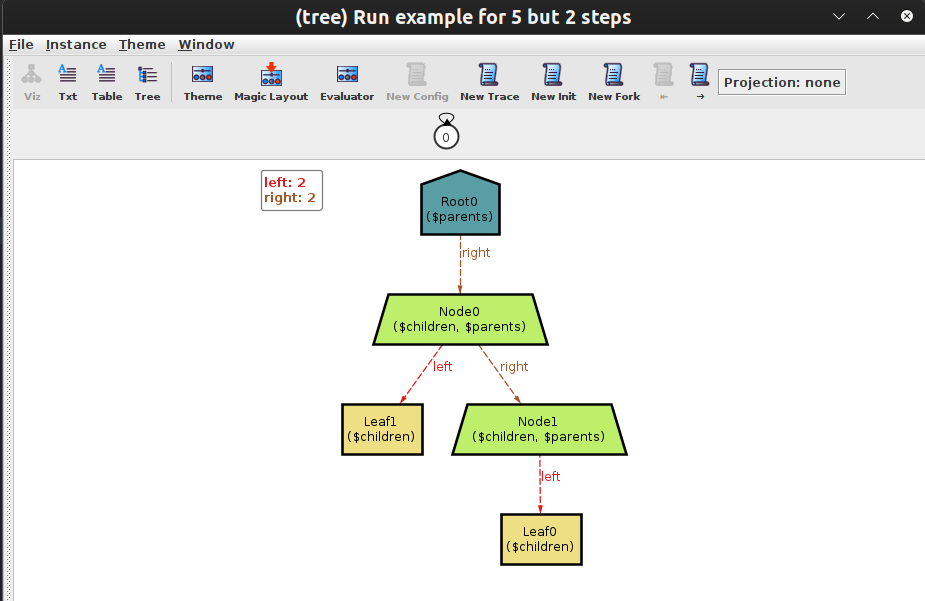 (tree) Run example for 5 but 2 steps
File Instance Theme Window
Viz Txt Table Tree Theme Magic Layout Evaluator New Config New Trace New Init New Fork ← → Projection: none
0
left: 2
right: 2
Root0
($parents)
right
Node0
($children, $parents)
left right
Leaf1
($children)
Node1
($children, $parents)
left
Leaf0
($children)